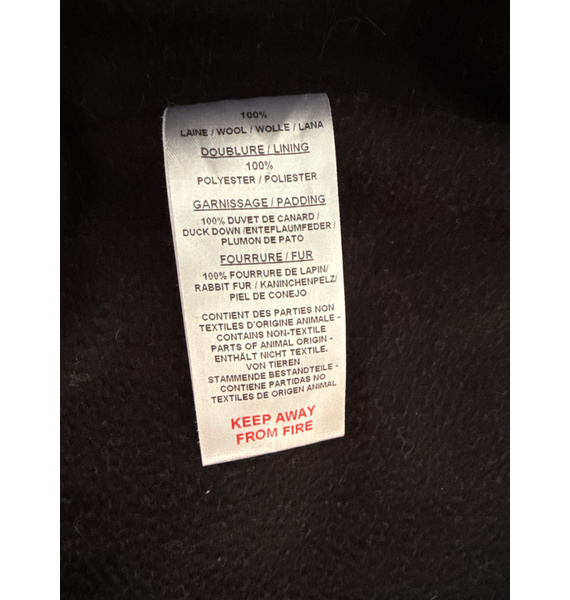 100%
LAINE / WOOL / WOLLE / LANA
DOUBLURE / LINING
100%
POLYESTER / POLIESTER
GARNISSAGE / PADDING
100% DUVET DE CANARD /
DUCK DOWN /ENTEFLAUMFEDER /
PLUMON DE PATO
FOURRURE / FUR
100% FOURRURE DE LAPIN/
RABBIT FUR / KANINCHENPELZ/
PIEL DE CONEJO
CONTIENT DES PARTIES NON
TEXTILES D'ORIGINE ANIMALE -
CONTAINS NON-TEXTILE
PARTS OF ANIMAL ORIGIN -
ENTHÄLT NICHT TEXTILE.
VON TIEREN
STAMMENDE BESTANDTEILE -
CONTIENE PARTIDAS NO
TEXTILES DE ORIGEN ANIMAL
KEEP AWAY
FROM FIRE